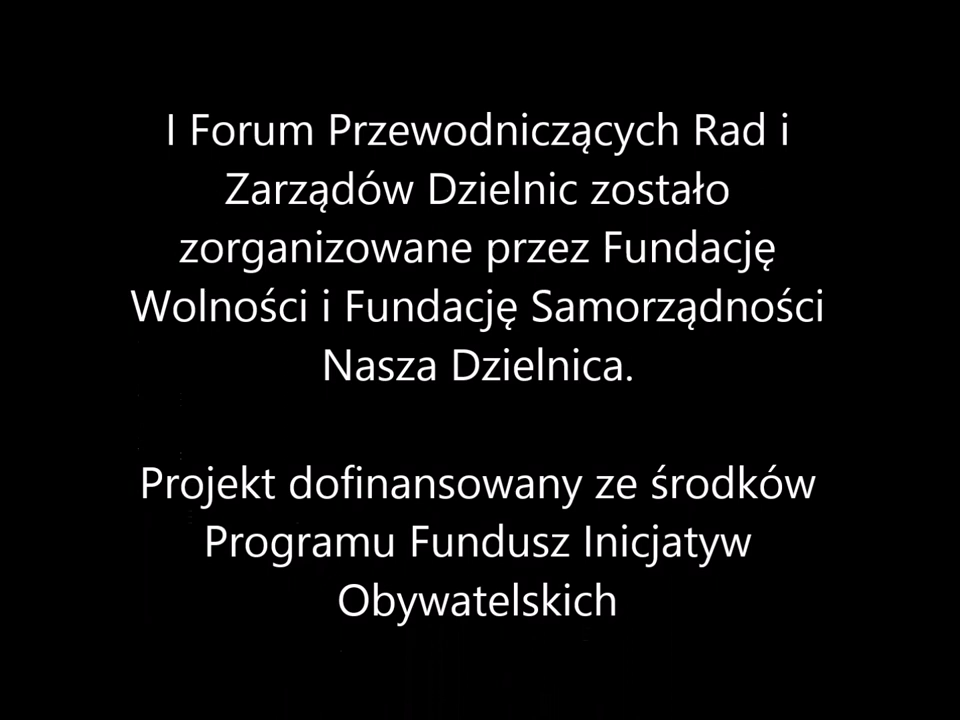 I Forum Przewodniczących Rad i
Zarządów Dzielnic zostało
zorganizowane przez Fundację
Wolności i Fundację Samorządności
Nasza Dzielnica.
Projekt dofinansowany ze środków
Programu Fundusz Inicjatyw
Obywatelskich